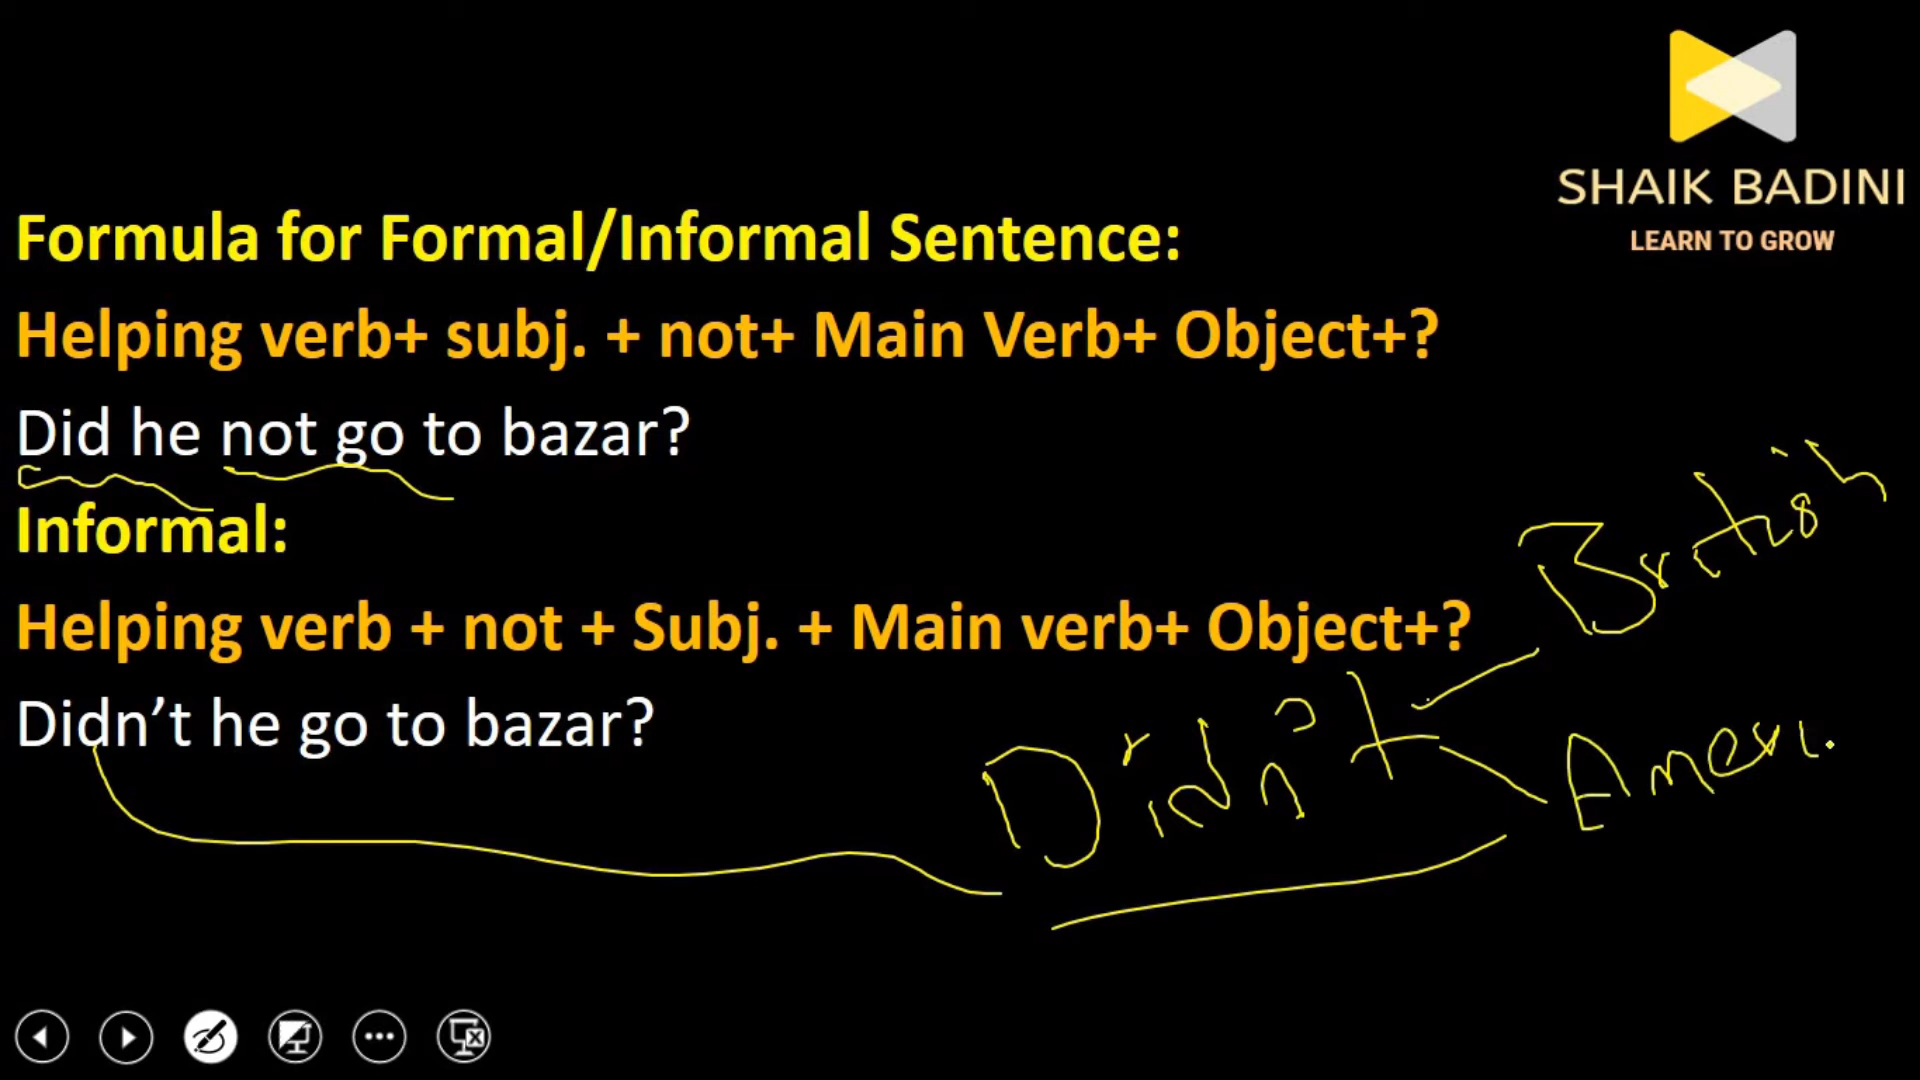 SHAIK BADINI
LEARN TO GROW
Formula for Formal/Informal Sentence:
Helping verb+ subj. + not+ Main Verb+ Object+?
Did he not go to bazar?
Informal:
Helping verb + not + Subj. + Main verb+ Object+?
Didn’t he go to bazar?
British
Didn't
Ameri